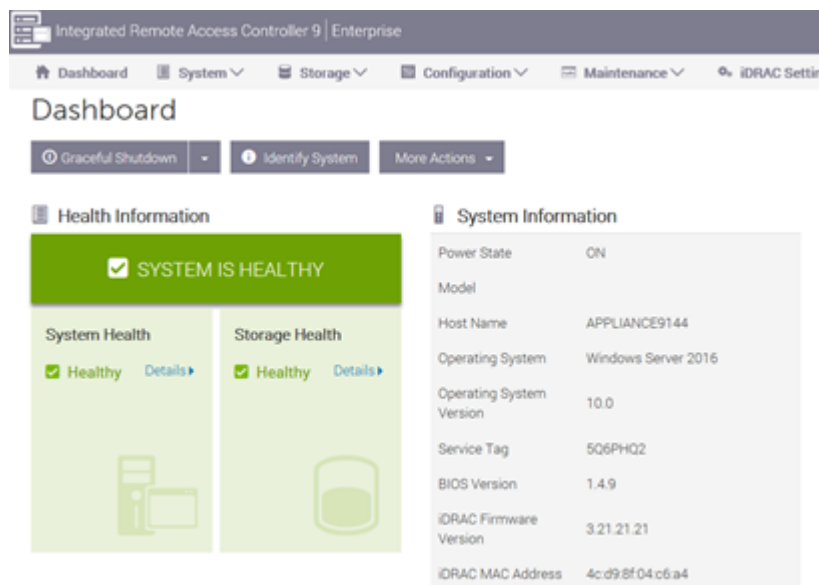 Integrated Remote Access Controller 9 | Enterprise
Dashboard System Storage Configuration Maintenance iDRAC Settin
Dashboard
Graceful Shutdown Identify System More Actions
Health Information
SYSTEM IS HEALTHY
System Health Storage Health
Healthy Details Healthy Details
System Information
Power State ON
Model
Host Name APPLIANCE9144
Operating System Windows Server 2016
Operating System
Version 10.0
Service Tag 5Q6PHQ2
BIOS Version 1.4.9
iDRAC Firmware
Version 3.21.21.21
iDRAC MAC Address 4c:d9:8f:04:c6:a4